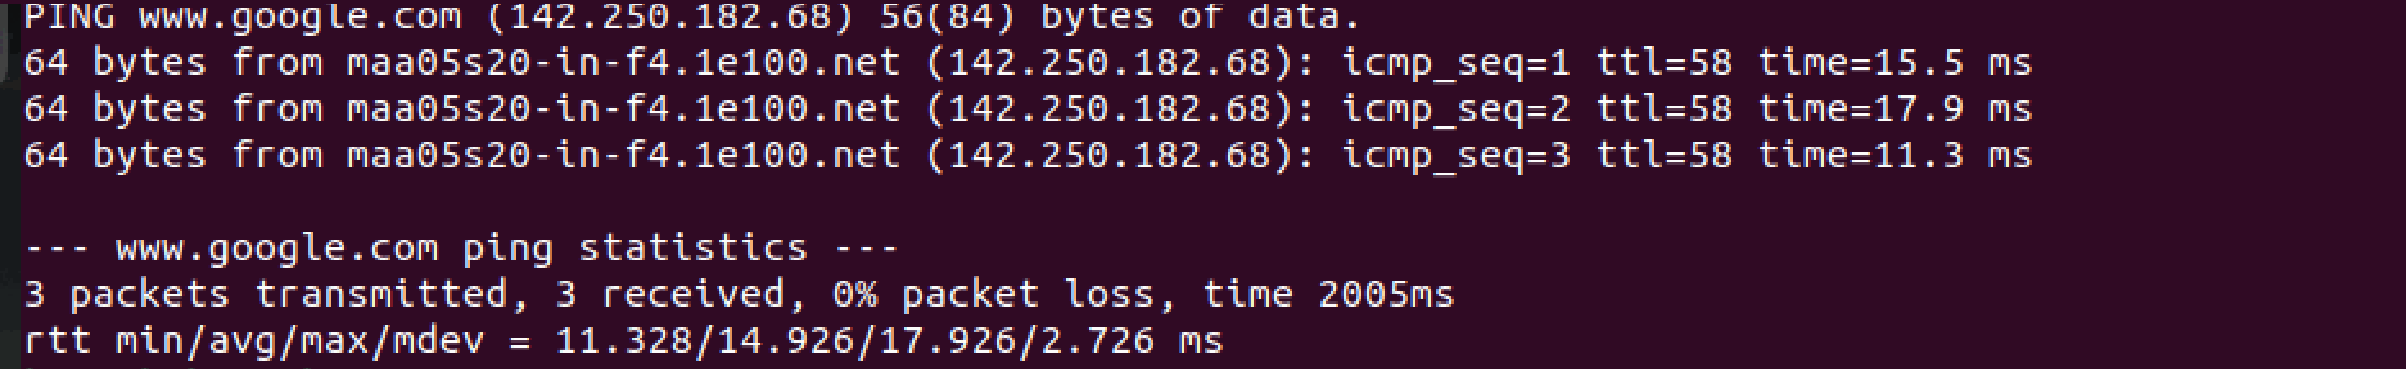 PING www.google.com (142.250.182.68) 56(84) bytes of data.
64 bytes from maa05s20-in-f4.1e100.net (142.250.182.68): icmp_seq=1 ttl=58 time=15.5 ms
64 bytes from maa05s20-in-f4.1e100.net (142.250.182.68): icmp_seq=2 ttl=58 time=17.9 ms
64 bytes from maa05s20-in-f4.1e100.net (142.250.182.68): icmp_seq=3 ttl=58 time=11.3 ms
--- www.google.com ping statistics ---
3 packets transmitted, 3 received, 0% packet loss, time 2005ms
rtt min/avg/max/mdev = 11.328/14.926/17.926/2.726 ms